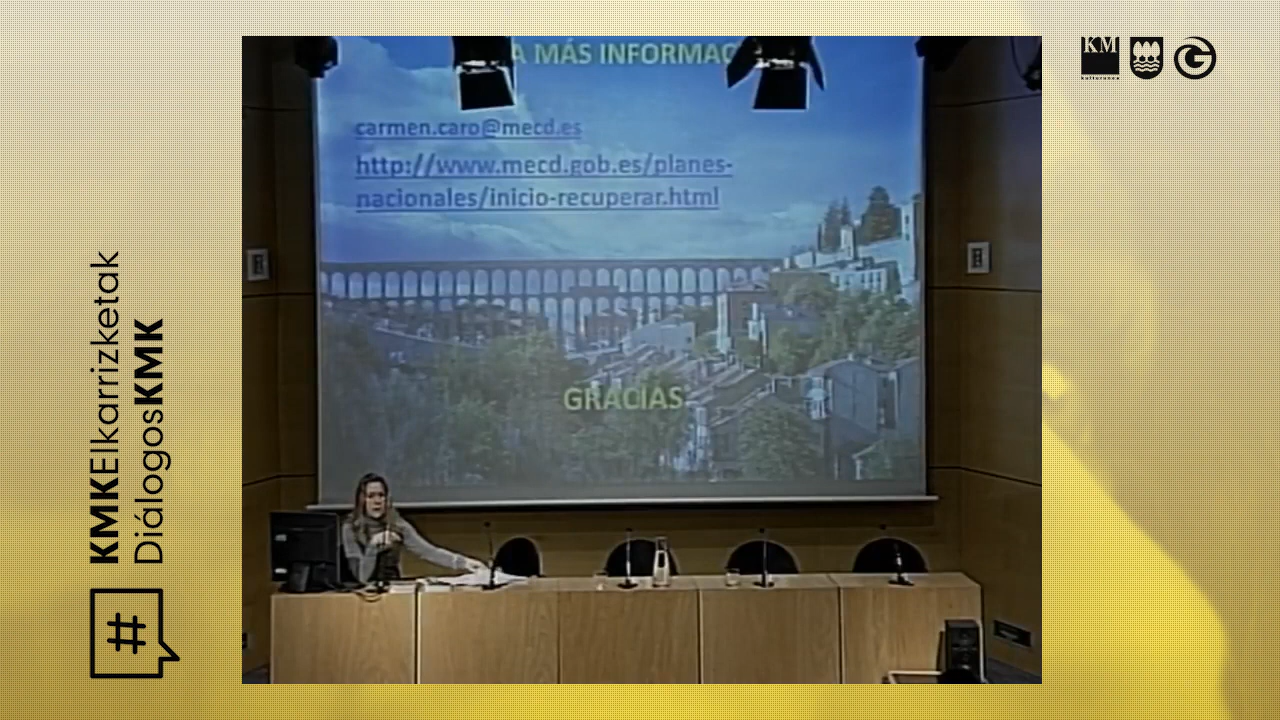 A MÁS INFORMAC
carmen.caro@mecd.es
http://www.mecd.gob.es/planes-
nacionales/inicio-recuperar.html
GRACIAS
KMKElkarrizketak
DiálogosKMK
#
KM
kulturunea
G